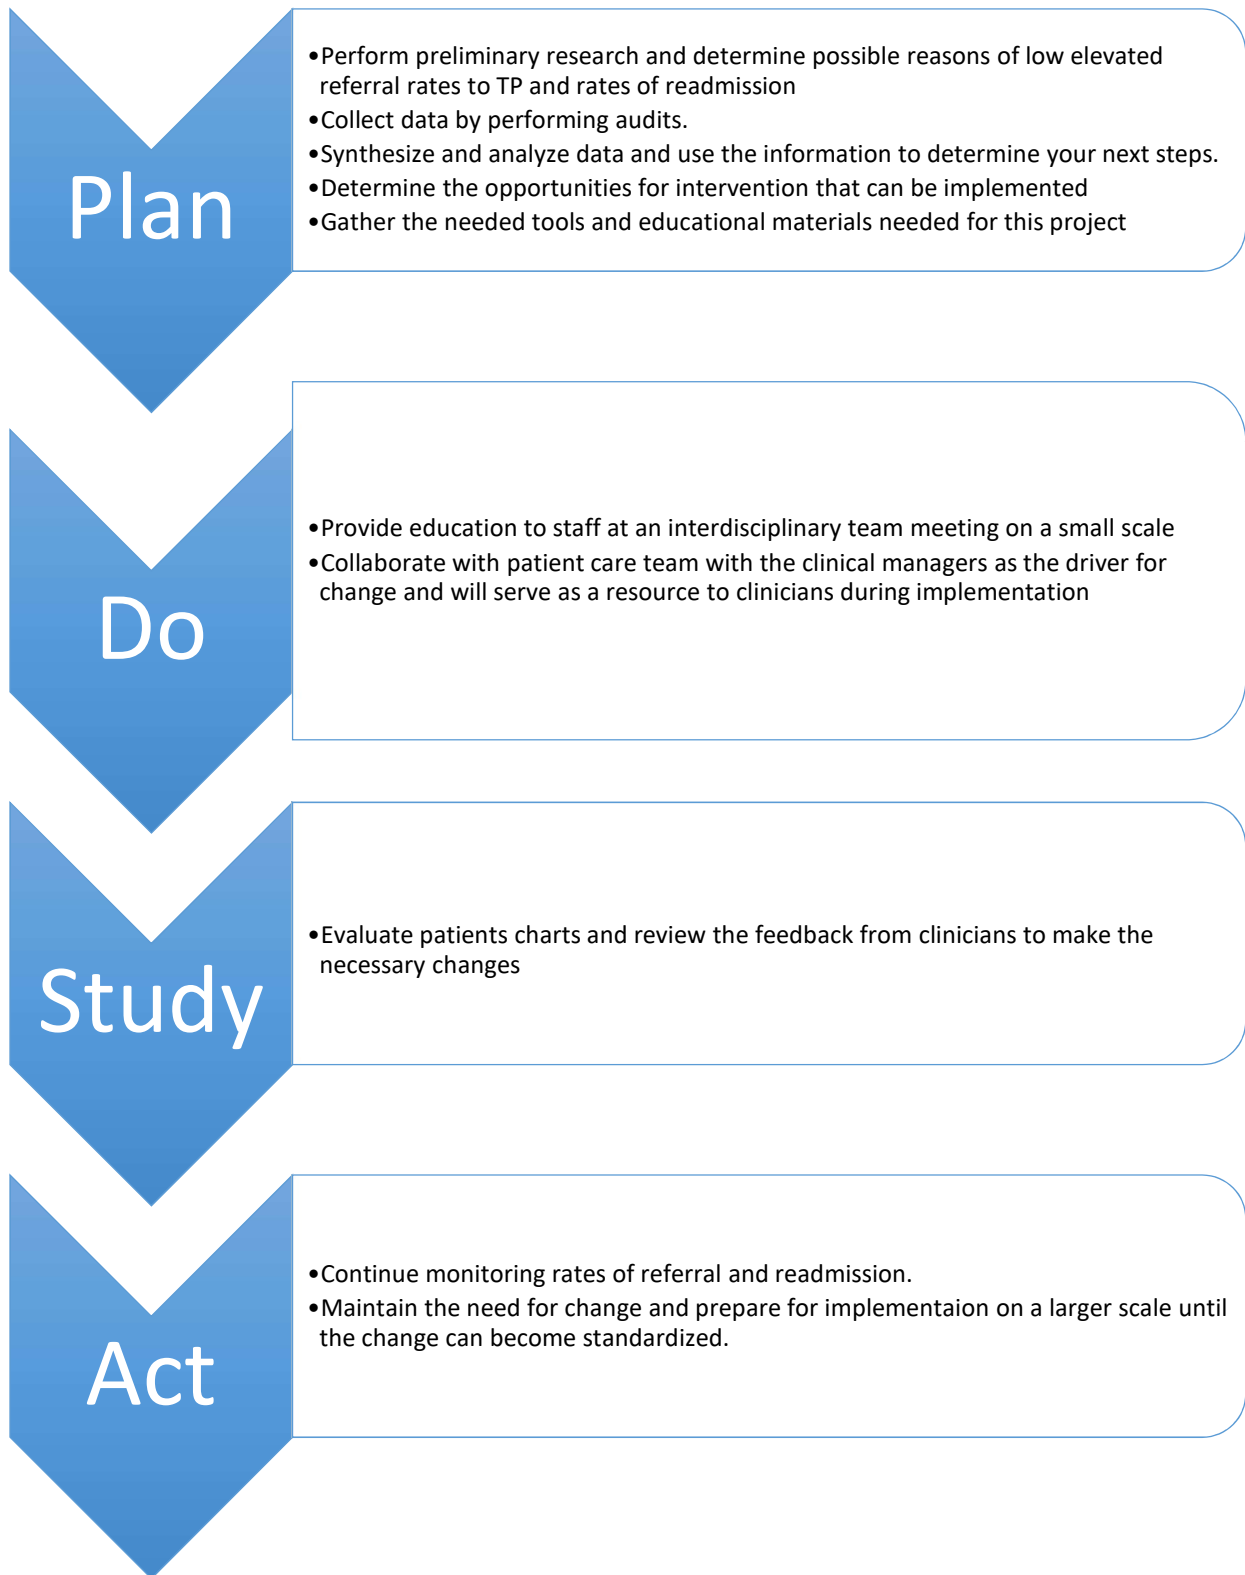 Plan
•Perform preliminary research and determine possible reasons of low elevated
referral rates to TP and rates of readmission
•Collect data by performing audits.
•Synthesize and analyze data and use the information to determine your next steps.
•Determine the opportunities for intervention that can be implemented
•Gather the needed tools and educational materials needed for this project
Do
•Provide education to staff at an interdisciplinary team meeting on a small scale
•Collaborate with patient care team with the clinical managers as the driver for
change and will serve as a resource to clinicians during implementation
Study
•Evaluate patients charts and review the feedback from clinicians to make the
necessary changes
Act
•Continue monitoring rates of referral and readmission.
•Maintain the need for change and prepare for implementaion on a larger scale until
the change can become standardized.